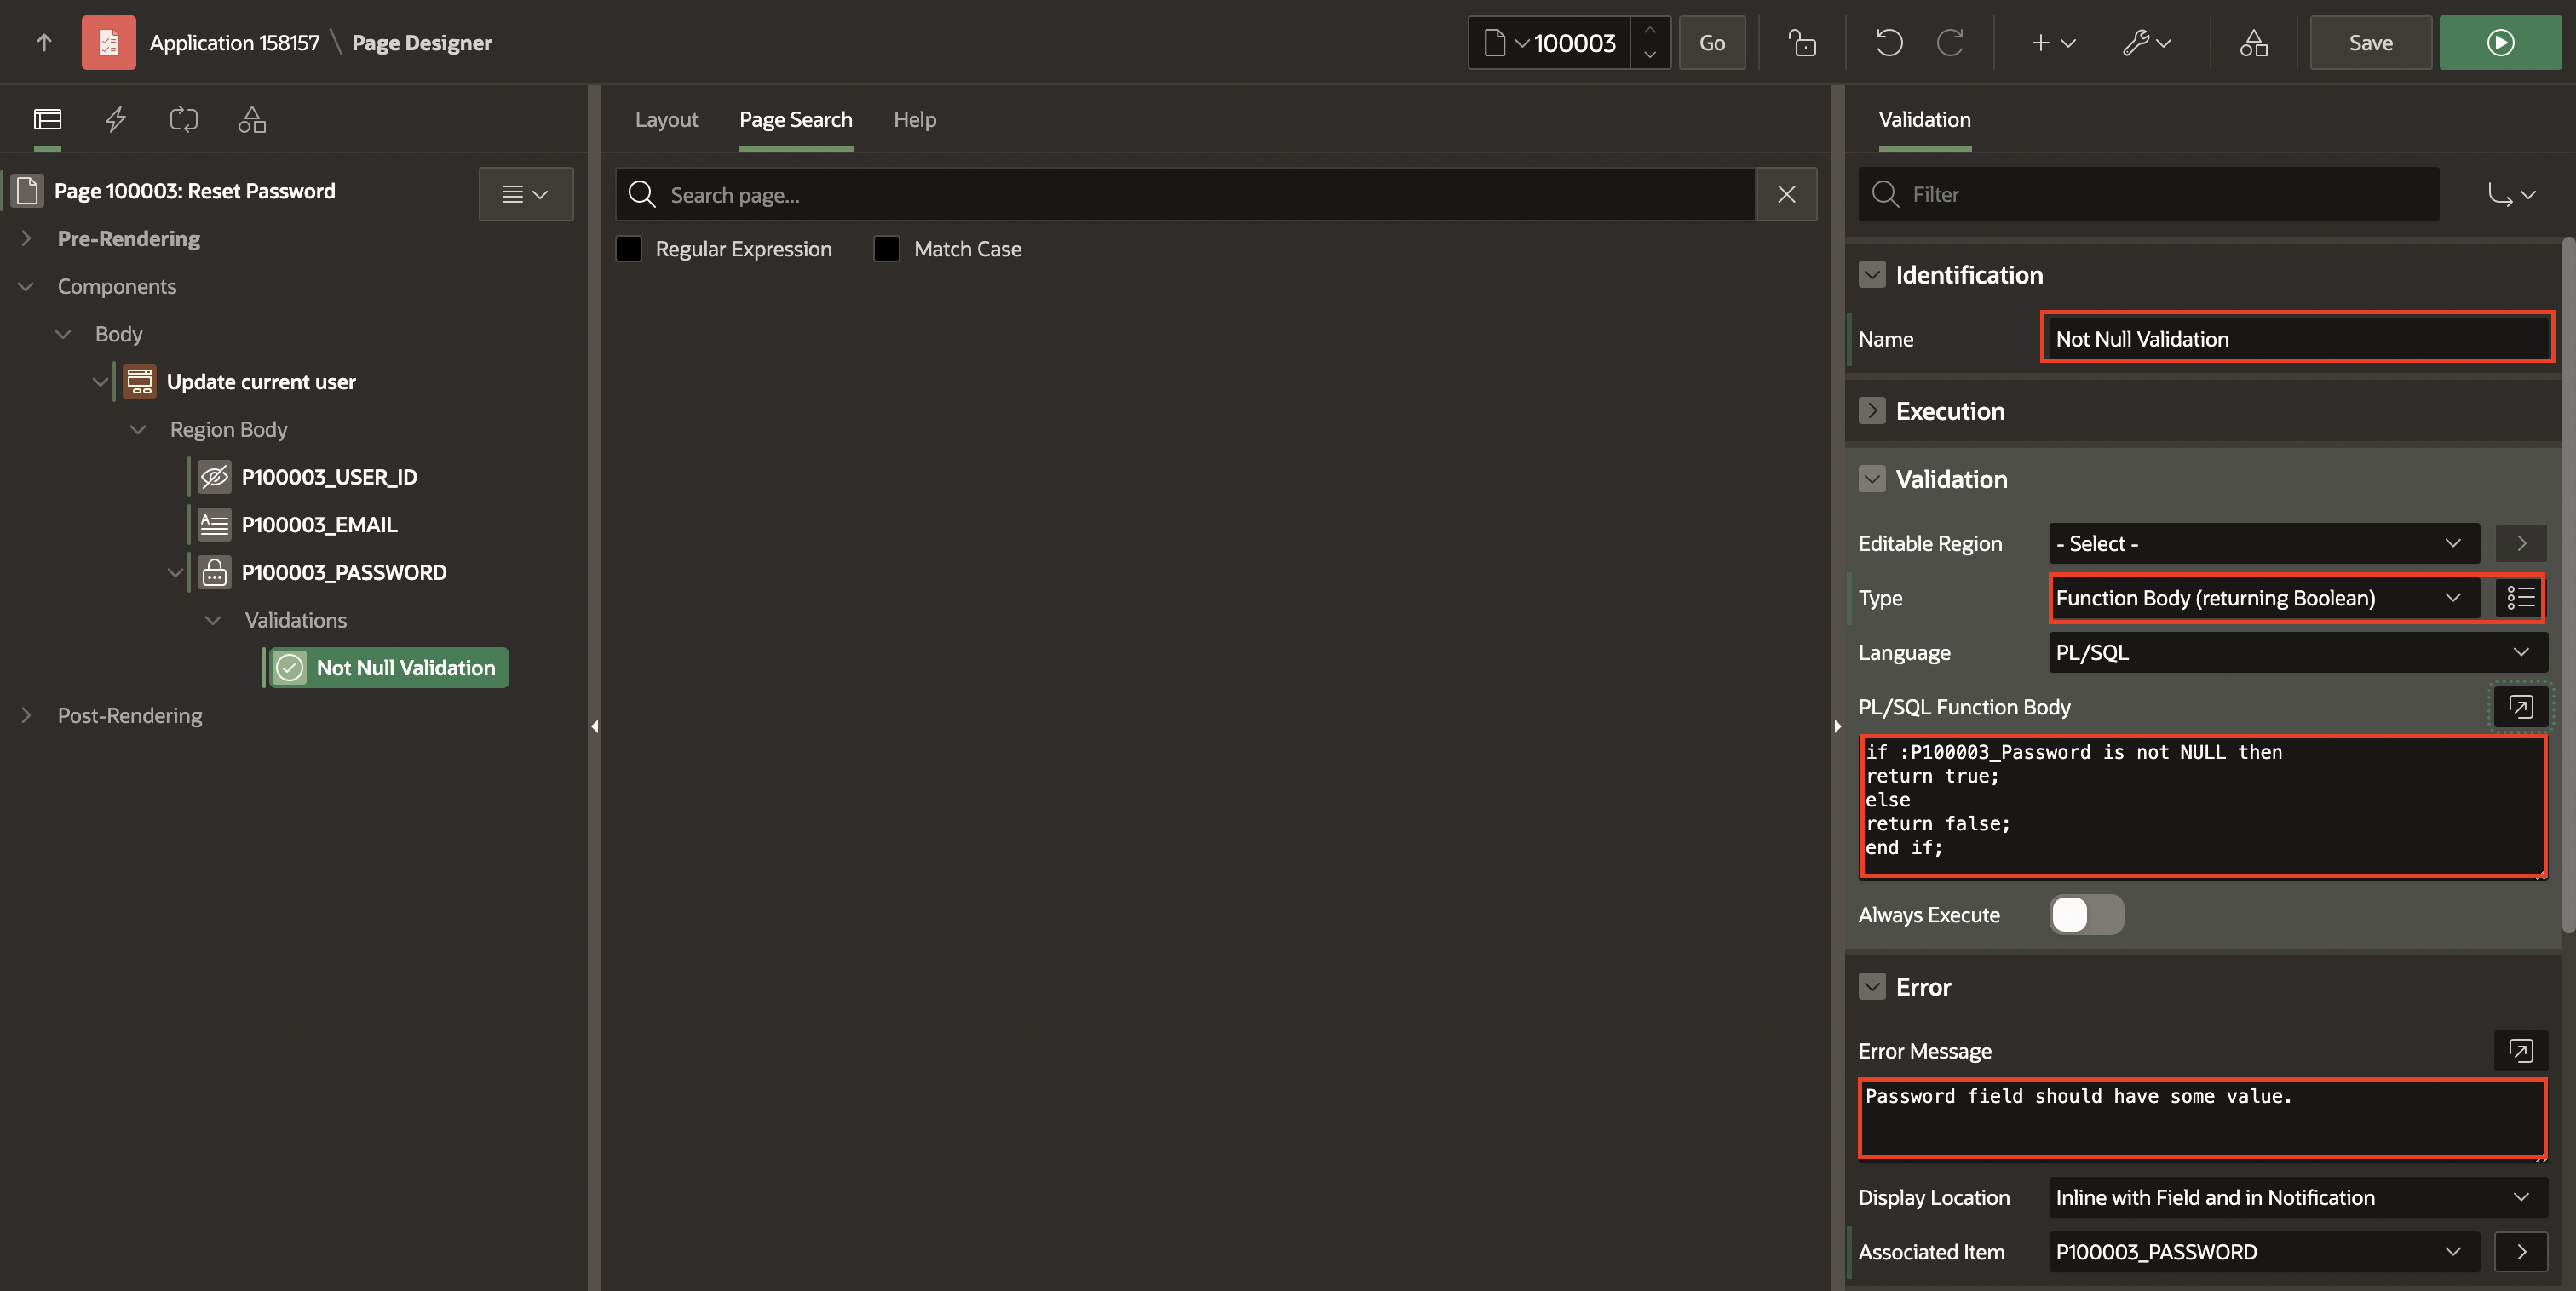 Application 158157 \ Page Designer
100003
Go
Save
Layout
Page Search
Help
Validation
Page 100003: Reset Password
Search page...
Filter
Pre-Rendering
Regular Expression
Match Case
Components
Identification
Body
Name
Not Null Validation
Update current user
Execution
Region Body
P100003_USER_ID
Validation
P100003_EMAIL
Editable Region
- Select -
P100003_PASSWORD
Type
Function Body (returning Boolean)
Validations
Language
PL/SQL
Not Null Validation
Post-Rendering
PL/SQL Function Body
if :P100003_Password is not NULL then
return true;
else
return false;
end if;
Always Execute
Error
Error Message
Password field should have some value.
Display Location
Inline with Field and in Notification
Associated Item
P100003_PASSWORD